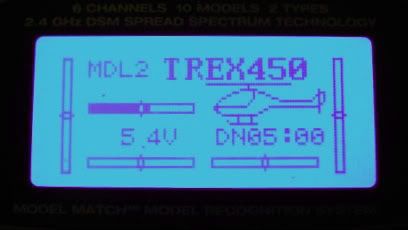 6 CHANNELS 10 MODELS 2 TYPES
2.4 GHz DSM SPREAD SPECTRUM TECHNOLOGY
MDL2 TREX450
5.4V DN05:00
MODEL MATCH™ MODEL RECOGNITION SYSTEM